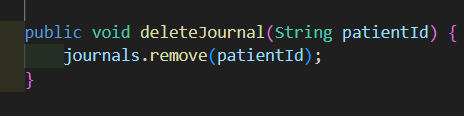 public void deleteJournal(String patientId) {
    journals.remove(patientId);
}